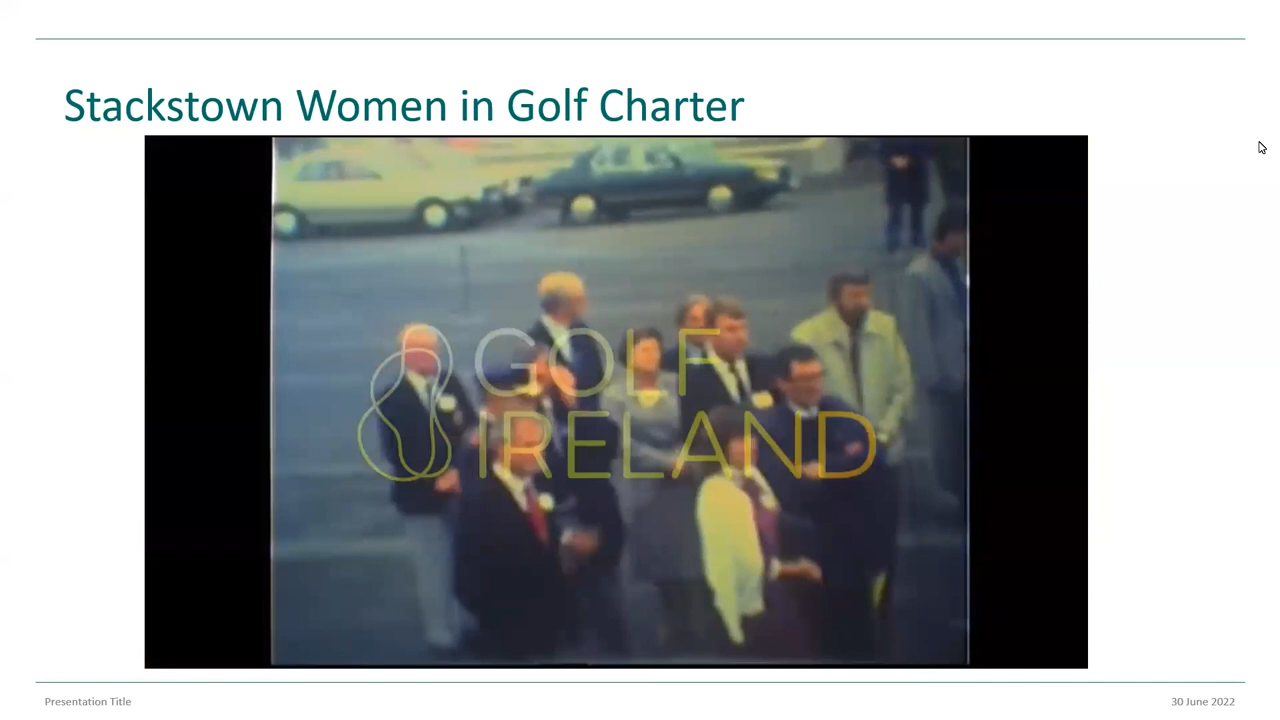 Stackstown Women in Golf Charter
GOLF
IRELAND
Presentation Title
30 June 2022